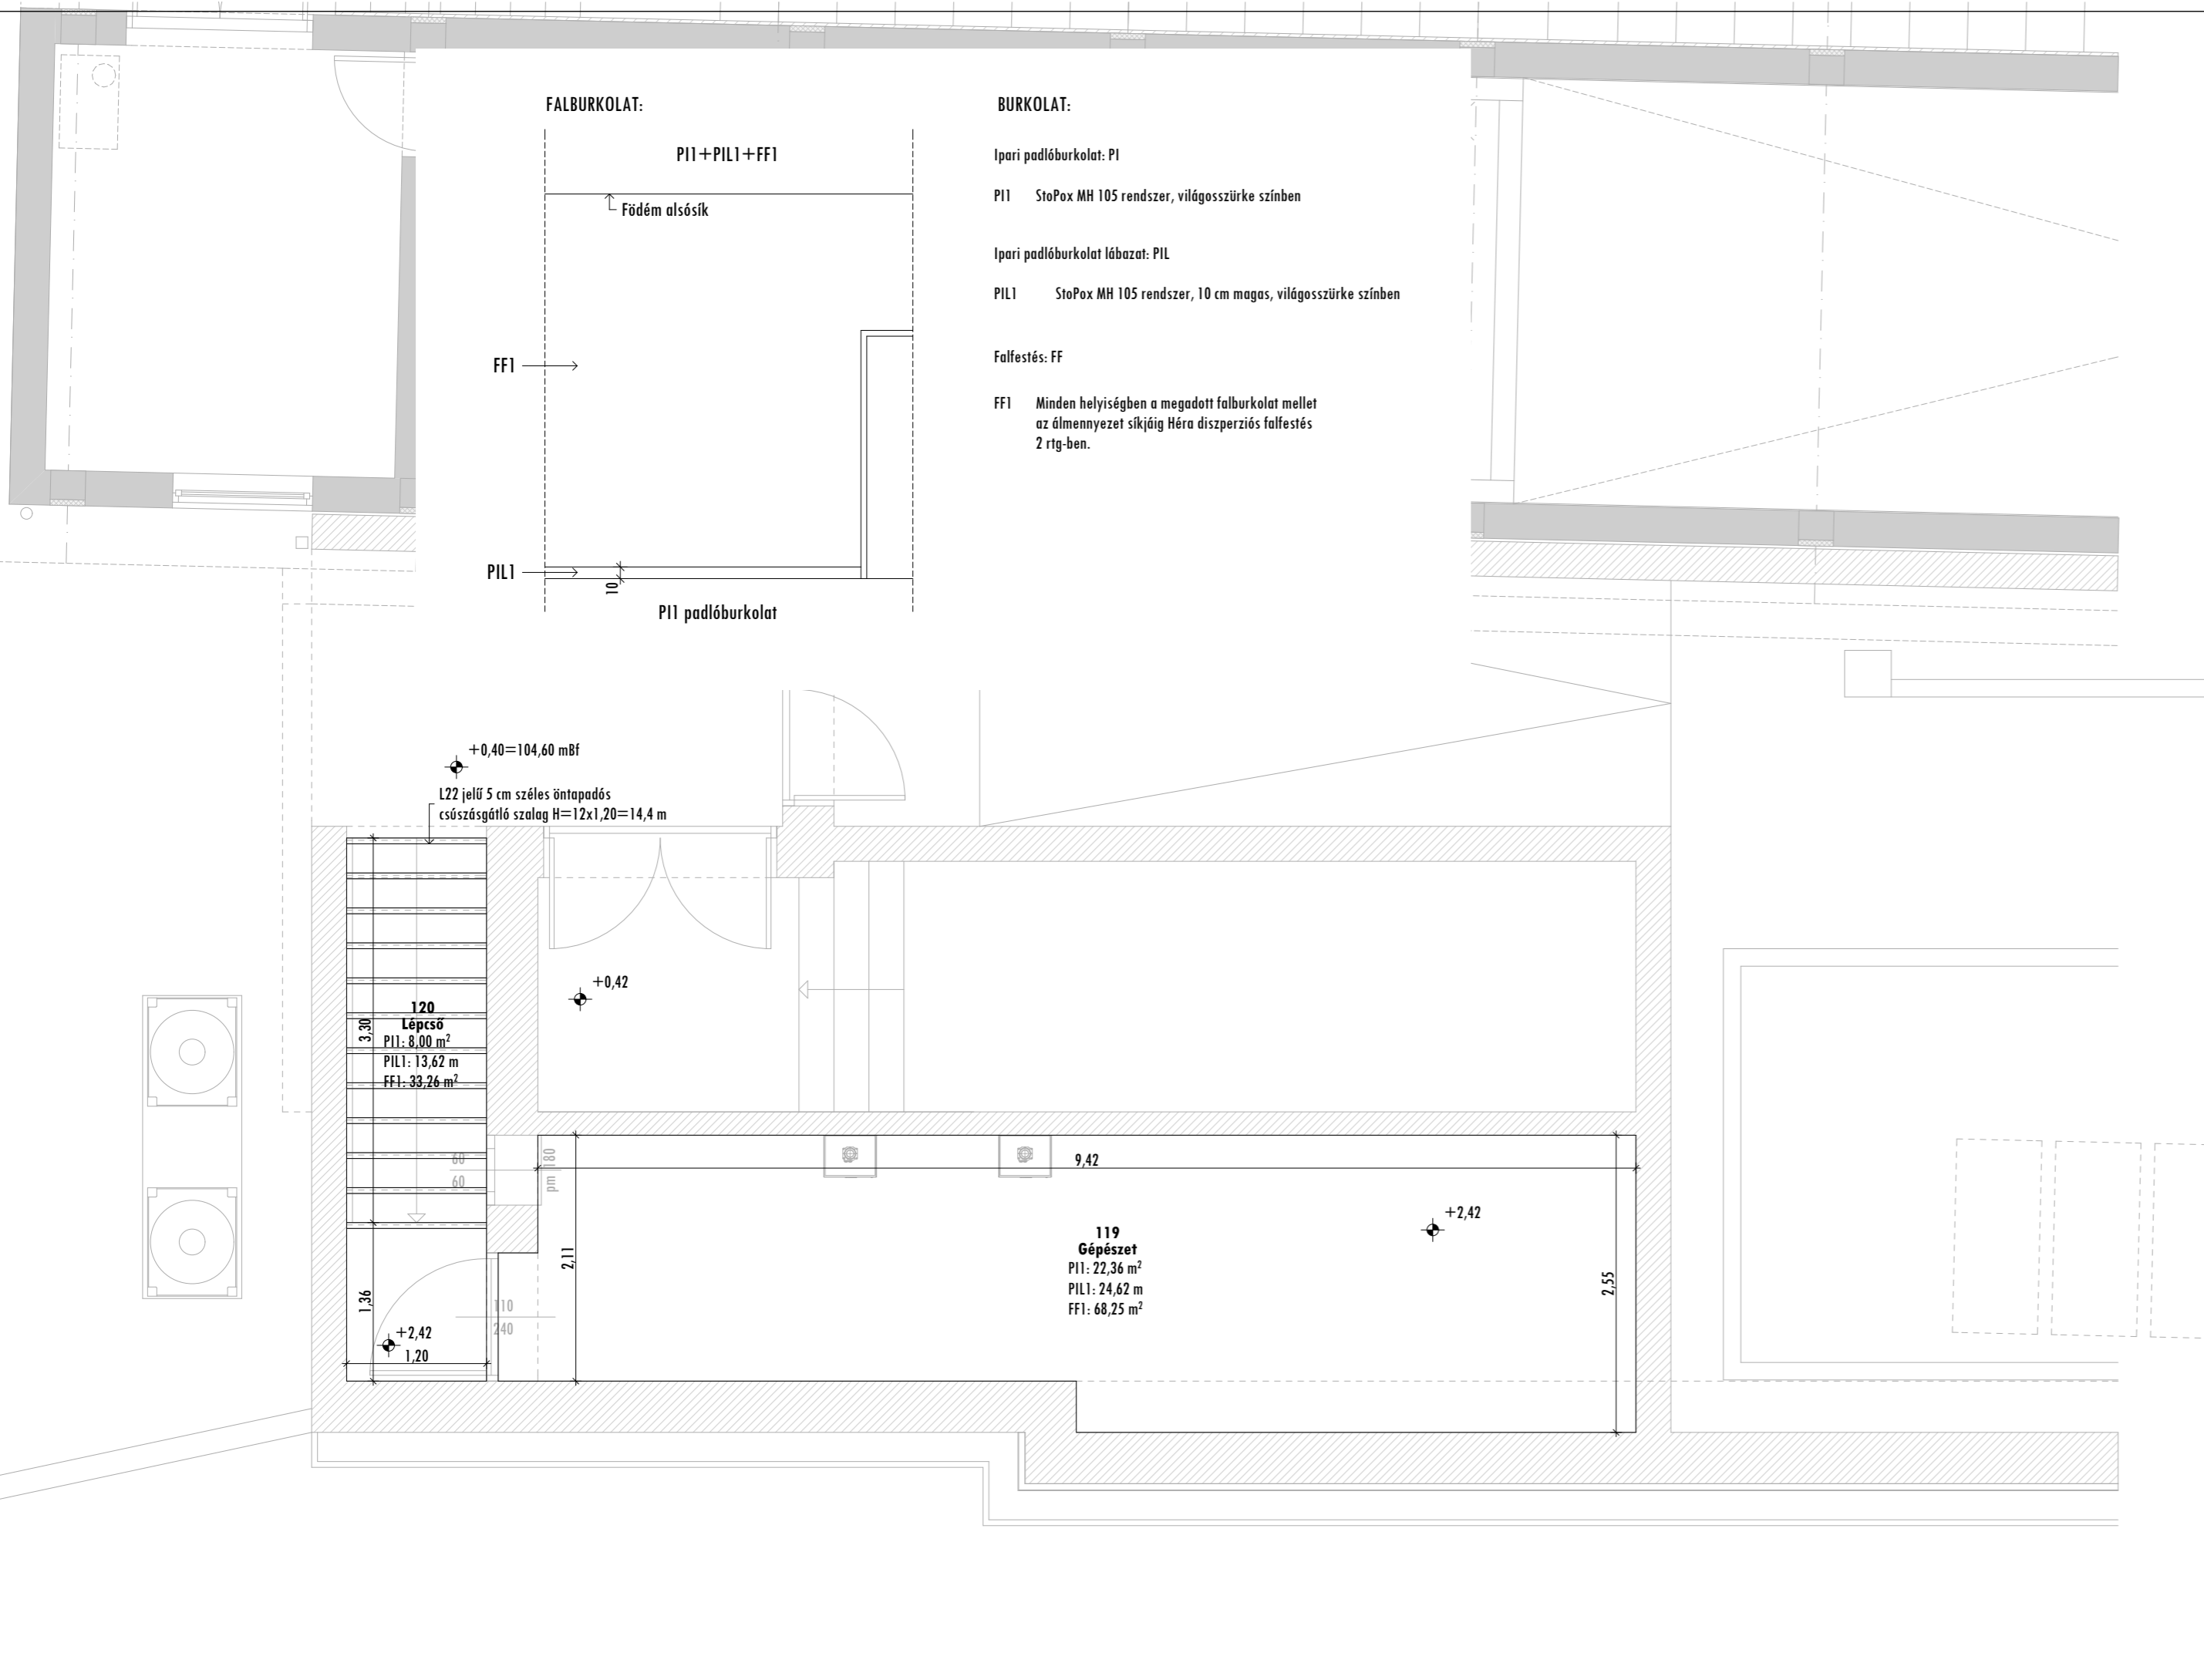 FALBURKOLAT:
PI1+PIL1+FF1
Födém alsósík
FF1
PIL1
10
PI1 padlóburkolat
BURKOLAT:
Ipari padlóburkolat: PI
PI1 StoPox MH 105 rendszer, világosszürke színben
Ipari padlóburkolat lábazat: PIL
PIL1 StoPox MH 105 rendszer, 10 cm magas, világosszürke színben
Falfestés: FF
FF1 Minden helyiségben a megadott falburkolat mellet
az álmennyezet síkjáig Héra diszperziós falfestés
2 rtg-ben.
+0,40=104,60 mBf
L22 jelű 5 cm széles öntapadós
csúszásgátló szalag H=12x1,20=14,4 m
+0,42
3,30
120
Lépcső
PI1: 8,00 m²
PIL1: 13,62 m
FF1: 33,26 m²
60
60
pm 180
9,42
2,11
+2,42
119
Gépészet
PI1: 22,36 m²
PIL1: 24,62 m
FF1: 68,25 m²
2,55
1,36
110
240
+2,42
1,20